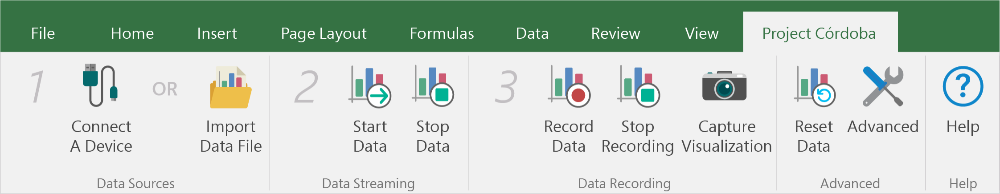 File Home Insert Page Layout Formulas Data Review View Project Córdoba
1 OR 2 3 ?
Connect Import Start Stop Record Stop Capture Reset Advanced Help
A Device Data File Data Data Data Recording Visualization Data
Data Sources Data Streaming Data Recording Advanced Help